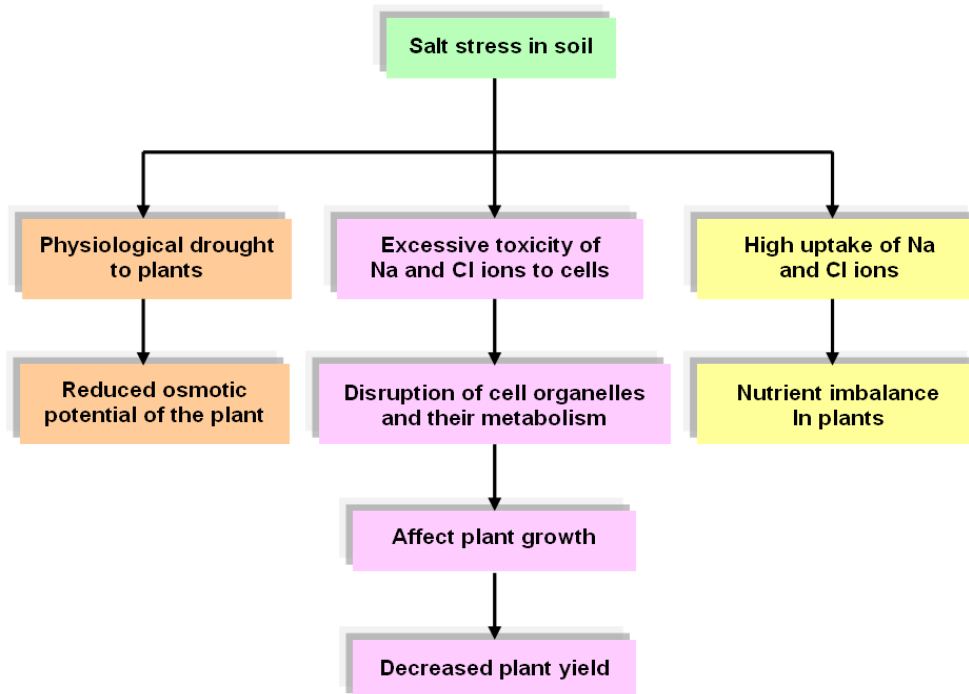 Salt stress in soil
Physiological drought
to plants
Excessive toxicity of
Na and Cl ions to cells
High uptake of Na
and Cl ions
Reduced osmotic
potential of the plant
Disruption of cell organelles
and their metabolism
Nutrient imbalance
In plants
Affect plant growth
Decreased plant yield